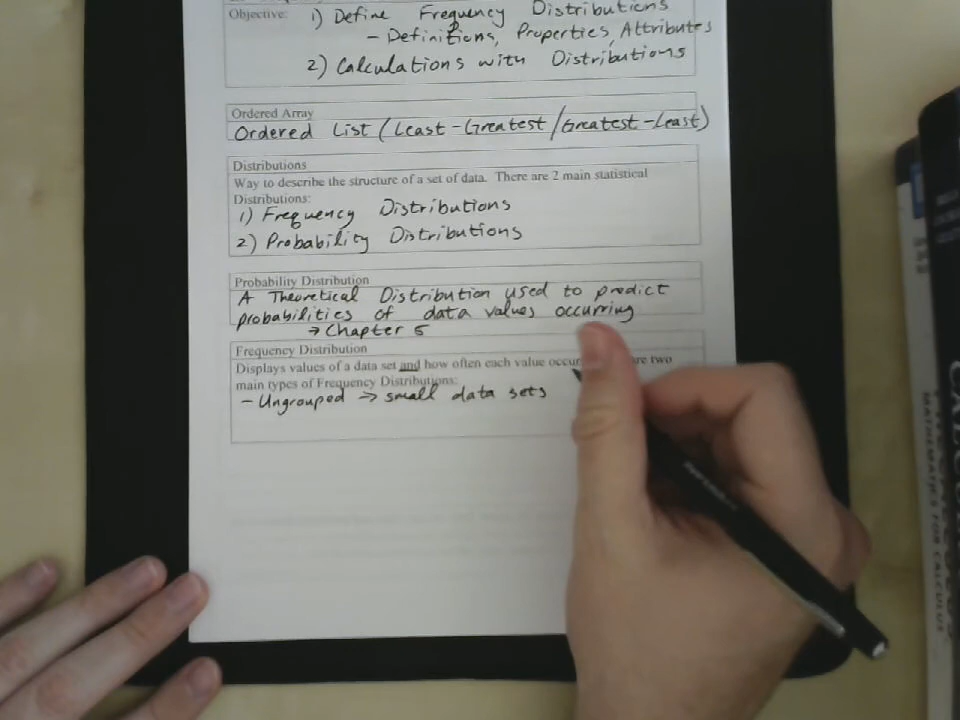 Objective: 1) Define Frequency Distributions
- Definitions, Properties, Attributes
2) Calculations with Distributions
Ordered Array
Ordered List (Least-Greatest/Greatest-Least)
Distributions
Way to describe the structure of a set of data. There are 2 main statistical
Distributions:
1) Frequency Distributions
2) Probability Distributions
Probability Distribution
A Theoretical Distribution used to predict
probabilities of data values occurring
→ Chapter 5
Frequency Distribution
Displays values of a data set and how often each value occur two
main types of Frequency Distributions:
- Ungrouped → small data sets
MATHEMATICS FOR CALCULUS